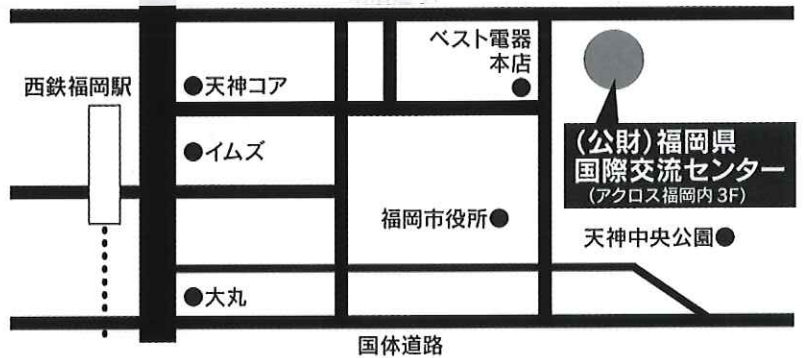 ベスト電器
本店
西鉄福岡駅
天神コア
イムズ
(公財)福岡県
国際交流センター
(アクロス福岡内3F)
福岡市役所
天神中央公園
大丸
国体道路